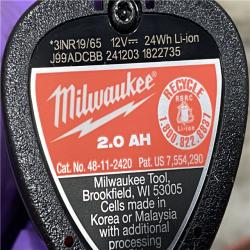 *3INR19/65 12V⎓ 24Wh Li-ion
J99ADCBB 241203 1822735
Milwaukee
2.0 AH
RECYCLE
RBRC
Li-ion
1.800.822.8837
Cat. No. 48-11-2420 Pat. US 7,554,290
Milwaukee Tool,
Brookfield, WI 53005
Cells made in
Korea or Malaysia
with additional
processing